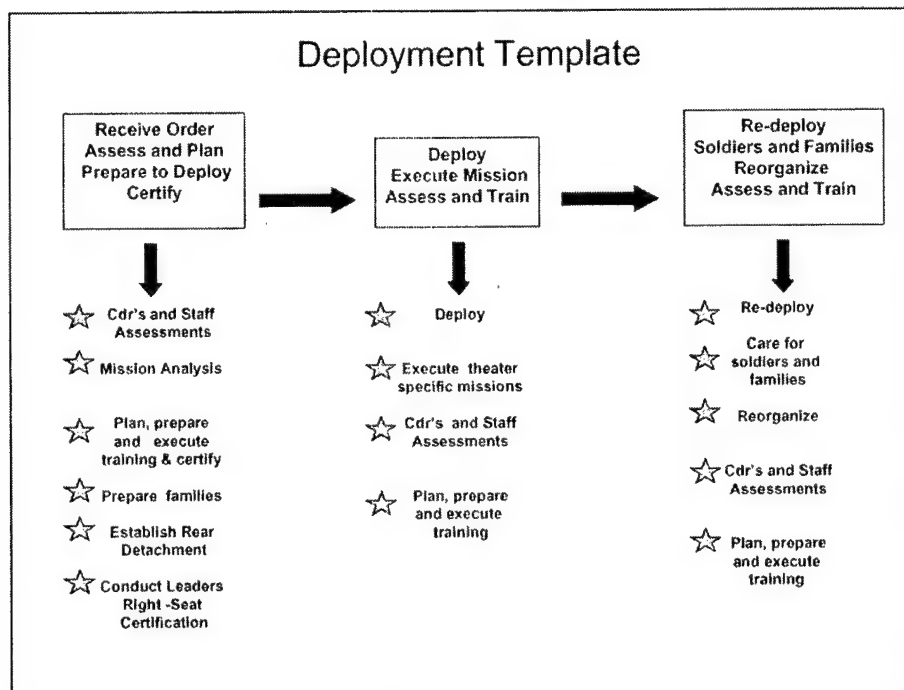 Deployment Template
Receive Order
Assess and Plan
Prepare to Deploy
Certify
Deploy
Execute Mission
Assess and Train
Re-deploy
Soldiers and Families
Reorganize
Assess and Train
Cdr's and Staff
Assessments
Mission Analysis
Plan, prepare
and execute
training & certify
Prepare families
Establish Rear
Detachment
Conduct Leaders
Right -Seat
Certification
Deploy
Execute theater
specific missions
Cdr's and Staff
Assessments
Plan, prepare
and execute
training
Re-deploy
Care for
soldiers and
families
Reorganize
Cdr's and Staff
Assessments
Plan, prepare
and execute
training